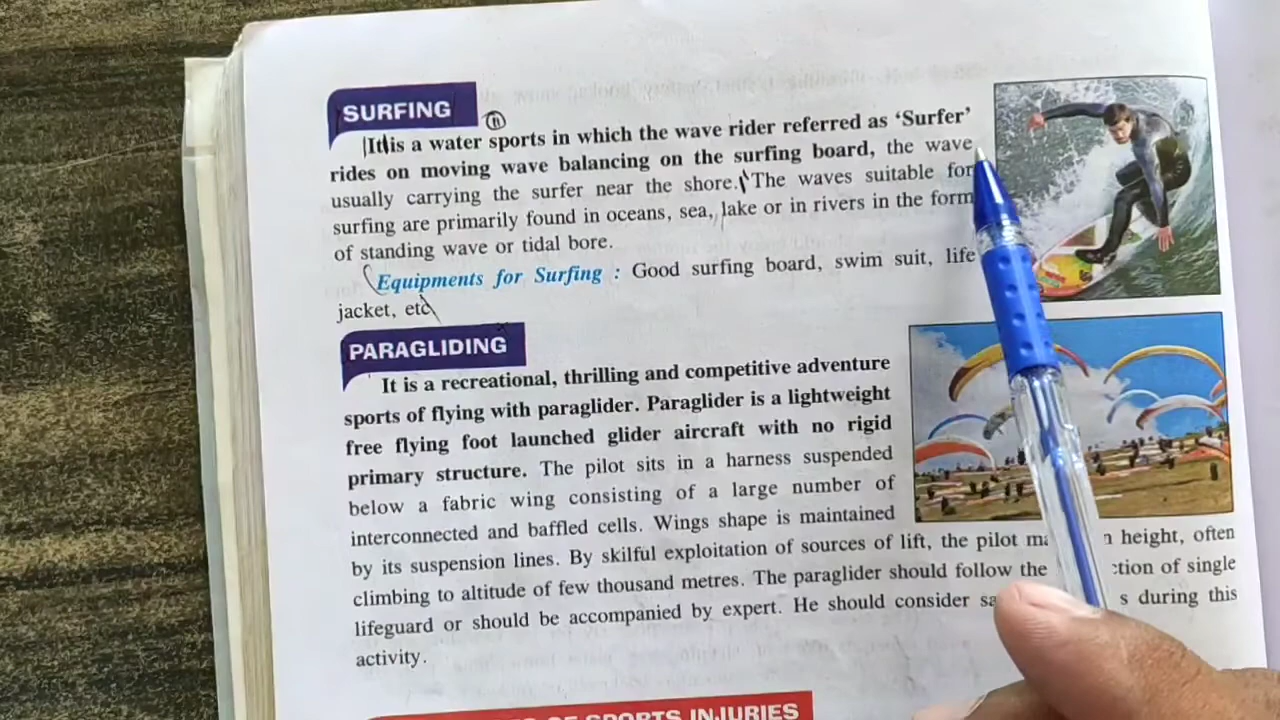 SURFING
11
It is a water sports in which the wave rider referred as ‘Surfer’
rides on moving wave balancing on the surfing board, the wave
usually carrying the surfer near the shore. The waves suitable for
surfing are primarily found in oceans, sea, lake or in rivers in the form
of standing wave or tidal bore.
Equipments for Surfing : Good surfing board, swim suit, life
jacket, etc
PARAGLIDING
It is a recreational, thrilling and competitive adventure
sports of flying with paraglider. Paraglider is a lightweight
free flying foot launched glider aircraft with no rigid
primary structure. The pilot sits in a harness suspended
below a fabric wing consisting of a large number of
interconnected and baffled cells. Wings shape is maintained
by its suspension lines. By skilful exploitation of sources of lift, the pilot height, often
climbing to altitude of few thousand metres. The paraglider should follow the of single
lifeguard or should be accompanied by expert. He should consider during this
activity.
OF SPORTS INJURIES